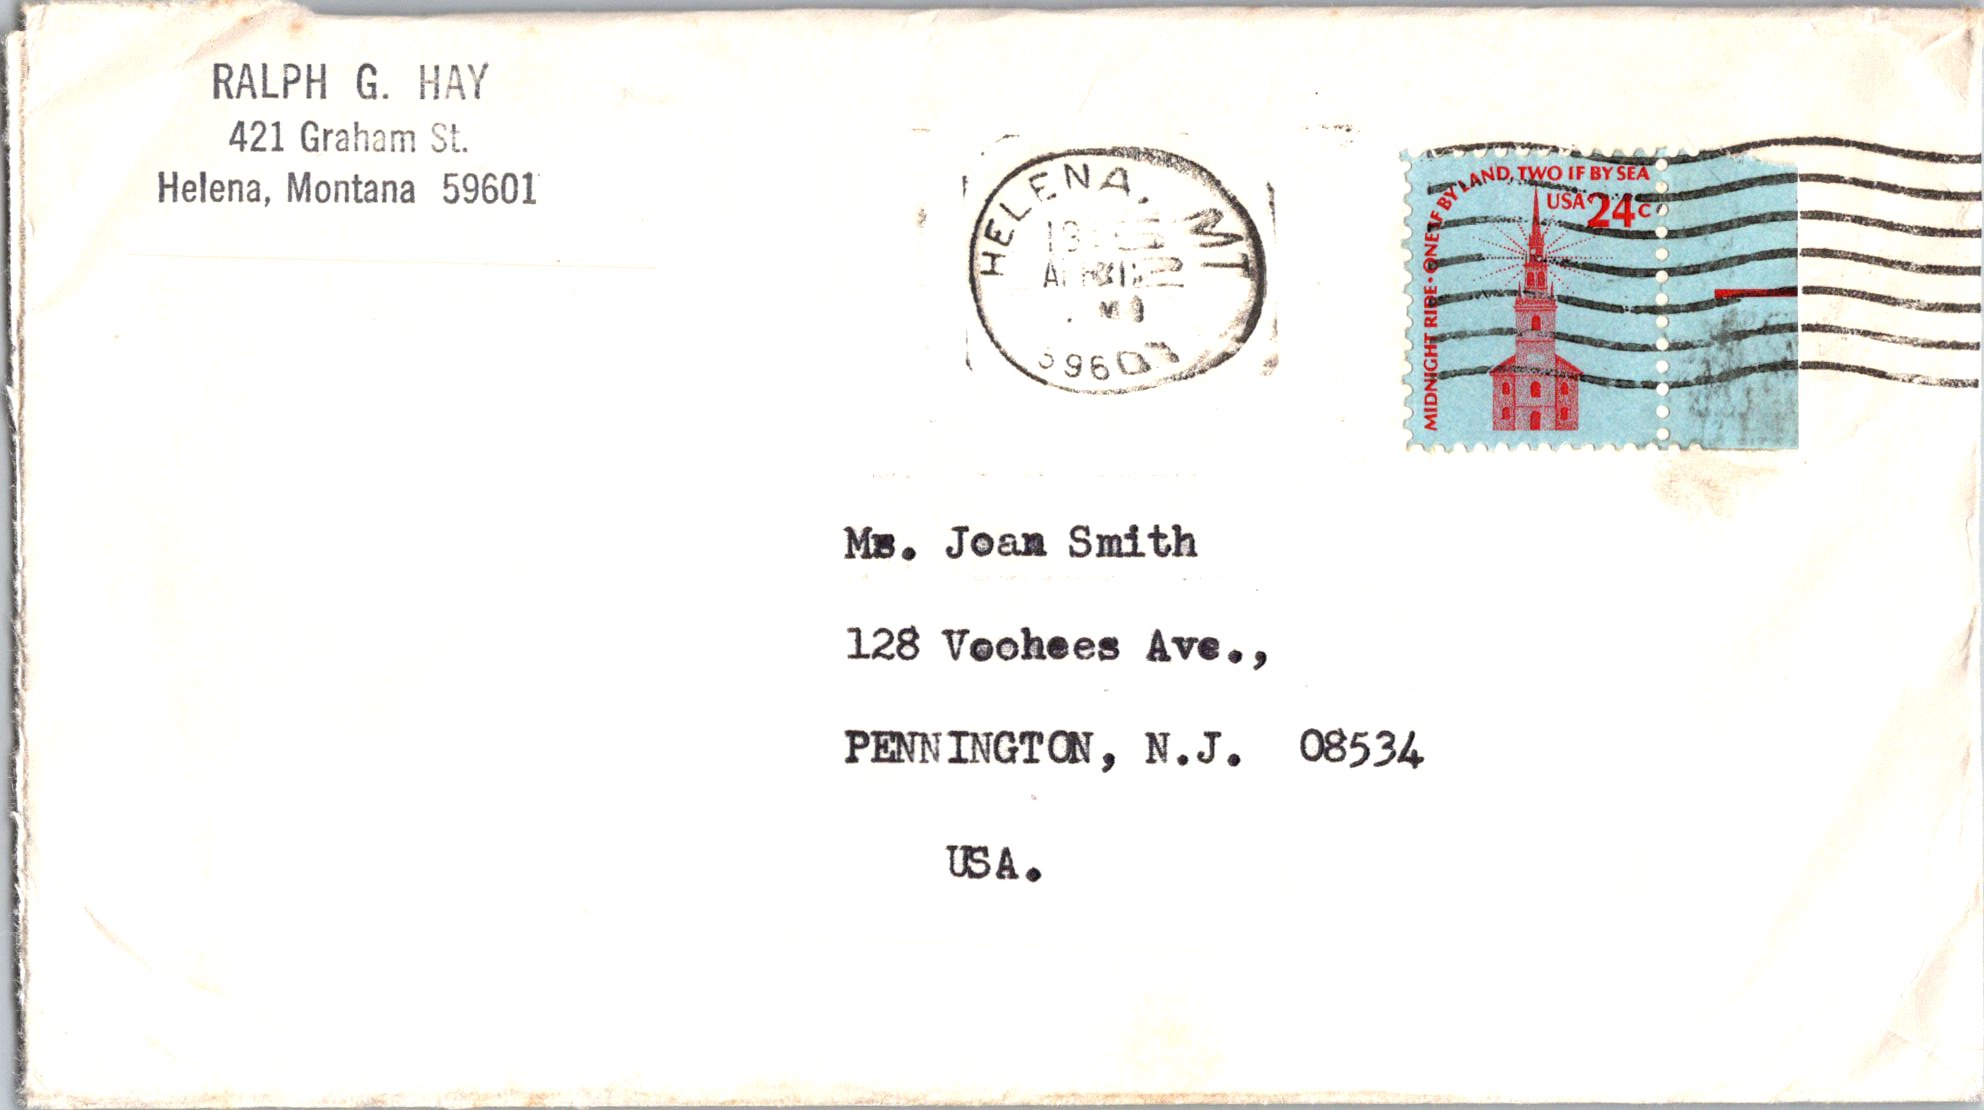 RALPH G. HAY
421 Graham St.
Helena, Montana 59601
HELENA, MT
MIDNIGHT RIDE • ONE IF BY LAND, TWO IF BY SEA
USA 24c
Ms. Joan Smith
128 Voohees Ave.,
PENNINGTON, N.J. 08534
USA.